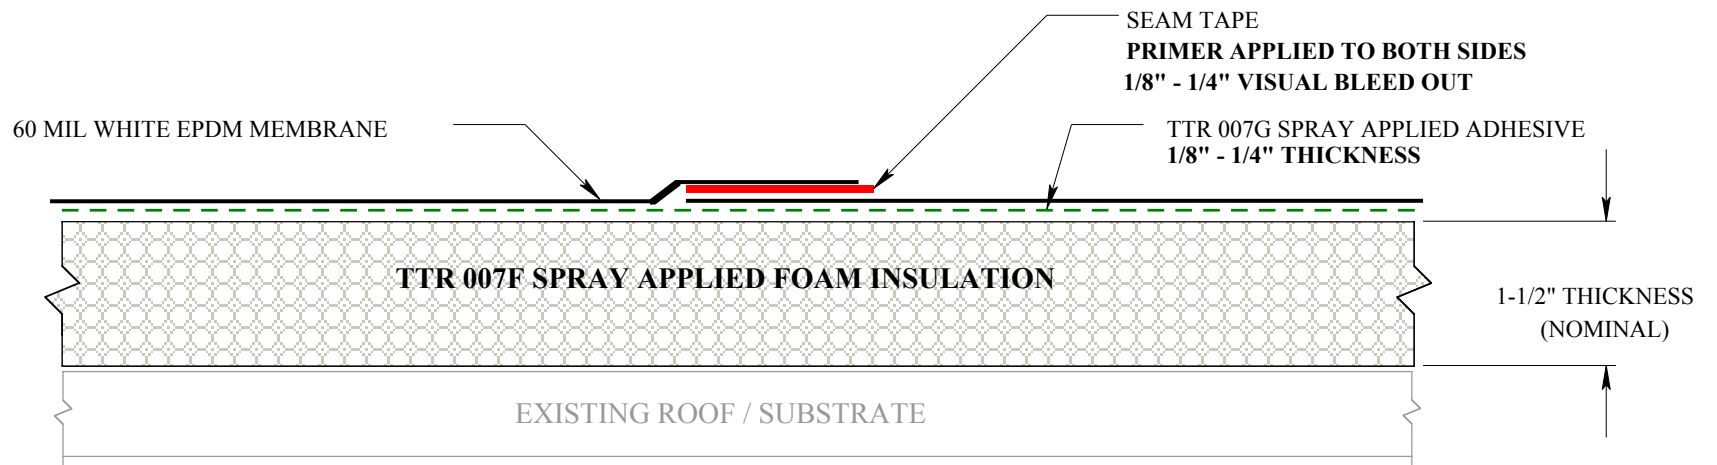 SEAM TAPE
PRIMER APPLIED TO BOTH SIDES
1/8" - 1/4" VISUAL BLEED OUT
60 MIL WHITE EPDM MEMBRANE
TTR 007G SPRAY APPLIED ADHESIVE
1/8" - 1/4" THICKNESS
TTR 007F SPRAY APPLIED FOAM INSULATION
1-1/2" THICKNESS
(NOMINAL)
EXISTING ROOF / SUBSTRATE